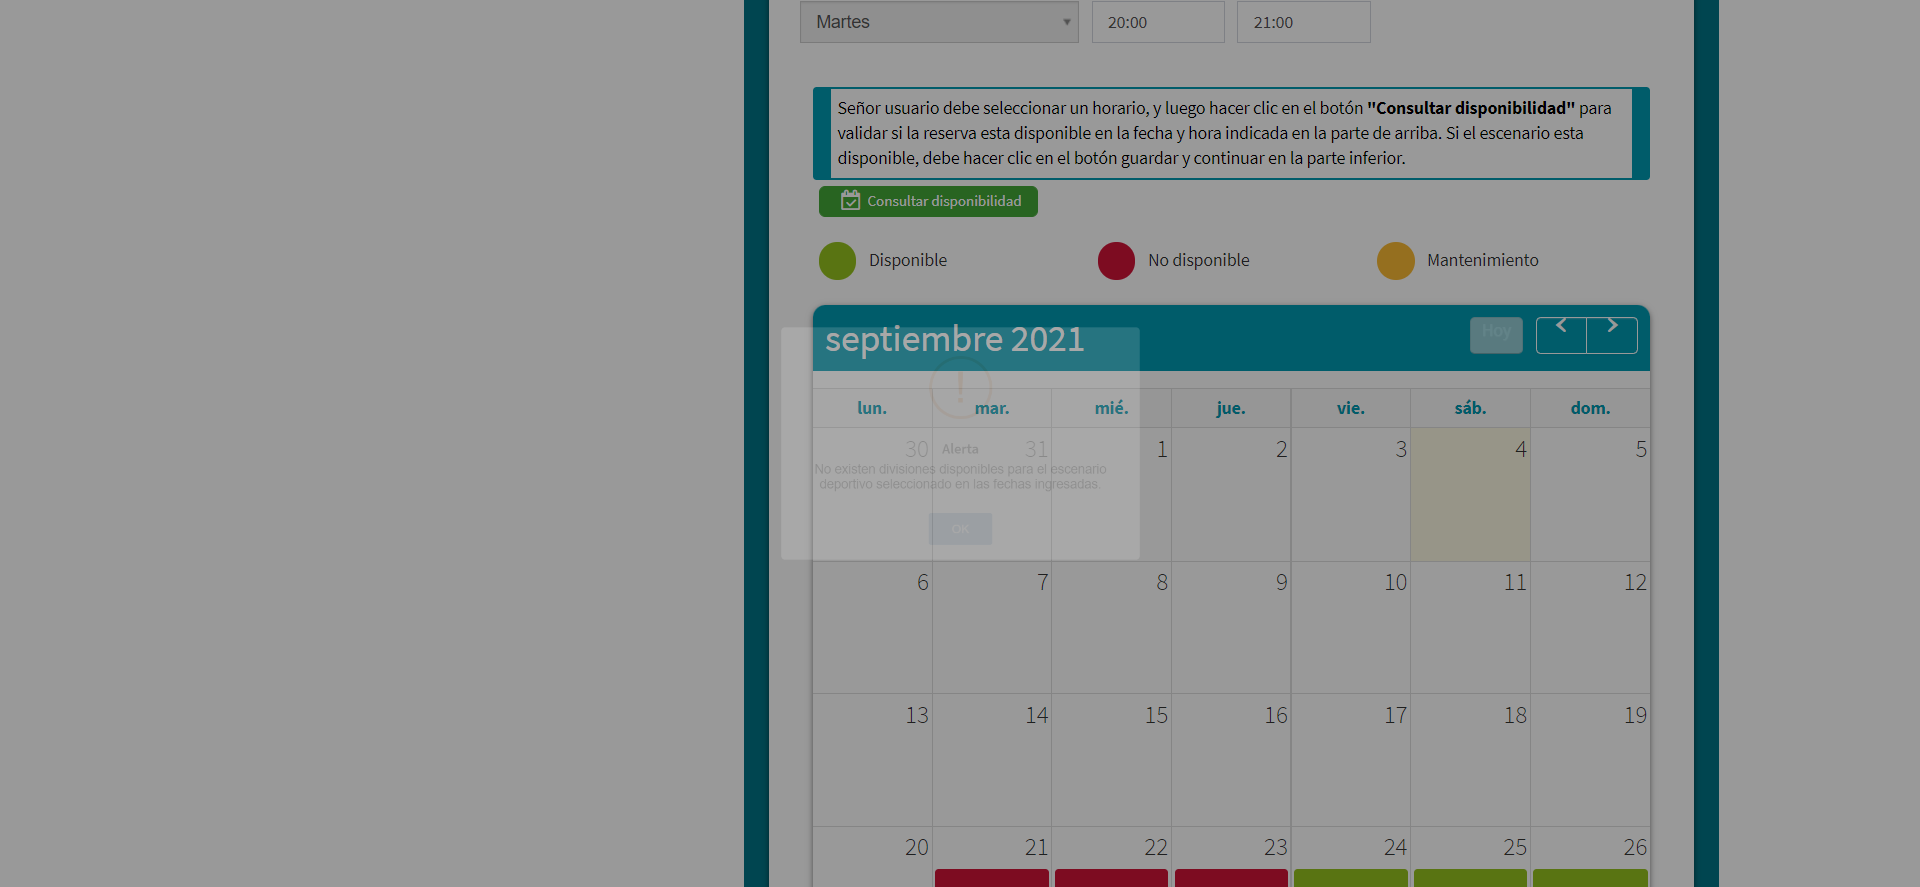 Martes 20:00 21:00
Señor usuario debe seleccionar un horario, y luego hacer clic en el botón "Consultar disponibilidad" para
validar si la reserva esta disponible en la fecha y hora indicada en la parte de arriba. Si el escenario esta
disponible, debe hacer clic en el botón guardar y continuar en la parte inferior.
Consultar disponibilidad
Disponible No disponible Mantenimiento
septiembre 2021 Hoy
lun. mar. mié. jue. vie. sáb. dom.
30 31 1 2 3 4 5
Alerta
No existen divisiones disponibles para el escenario
deportivo seleccionado en las fechas ingresadas.
OK
6 7 8 9 10 11 12
13 14 15 16 17 18 19
20 21 22 23 24 25 26